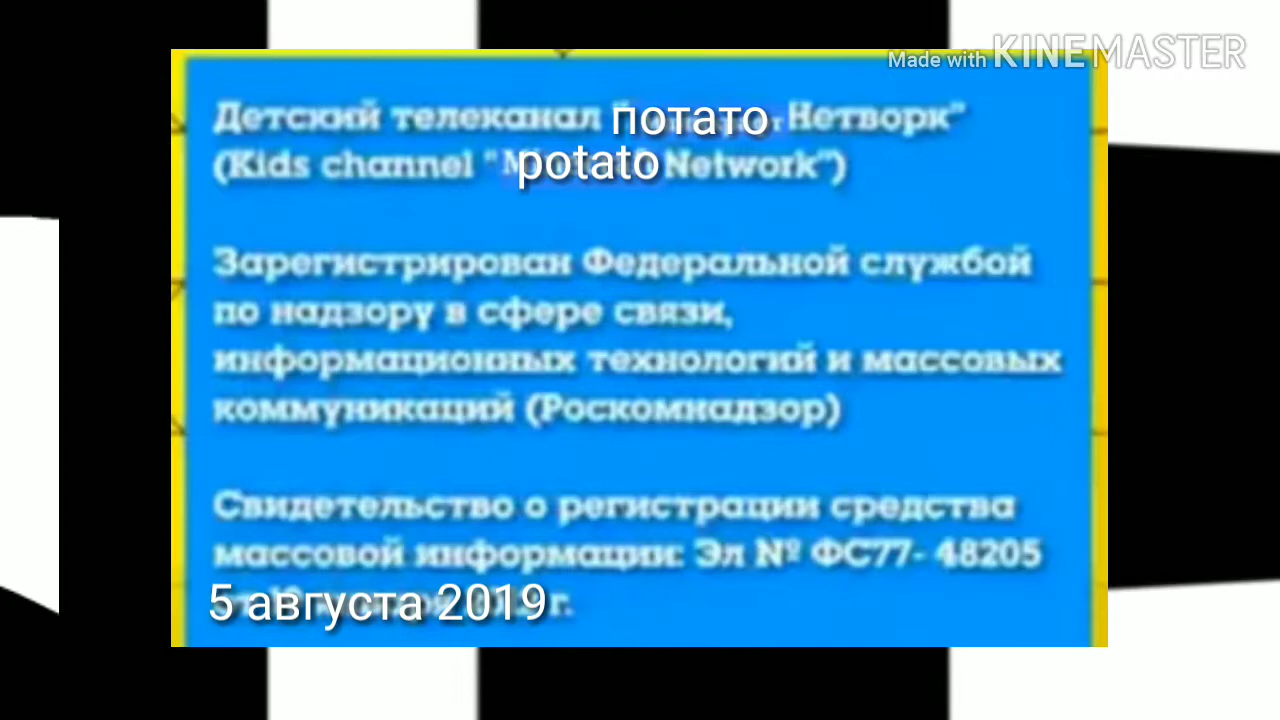 Made with KINEMASTER
Детский телеканал потато Нетворк"
(Kids channel "potato Network")
Зарегистрирован Федеральной службой
по надзору в сфере связи,
информационных технологий и массовых
коммуникаций (Роскомнадзор)
Свидетельство о регистрации средства
массовой информации: Эл № ФС77- 48205
5 августа 2019 г.